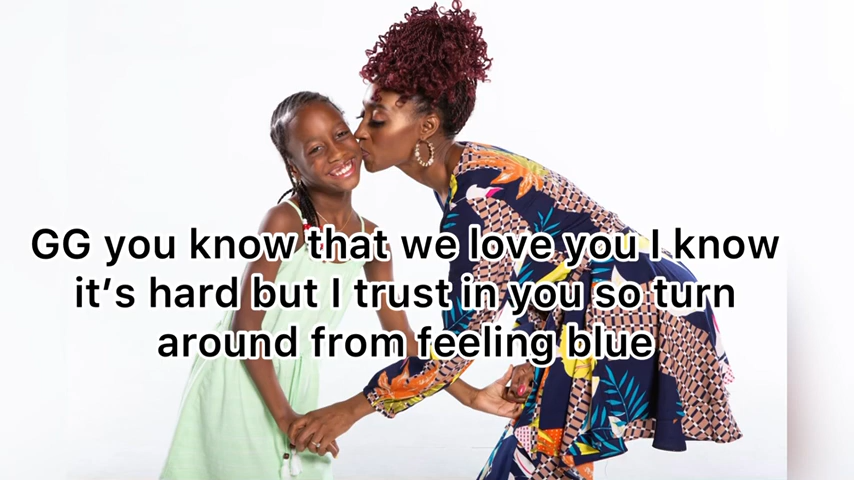 GG you know that we love you I know
it’s hard but I trust in you so turn
around from feeling blue